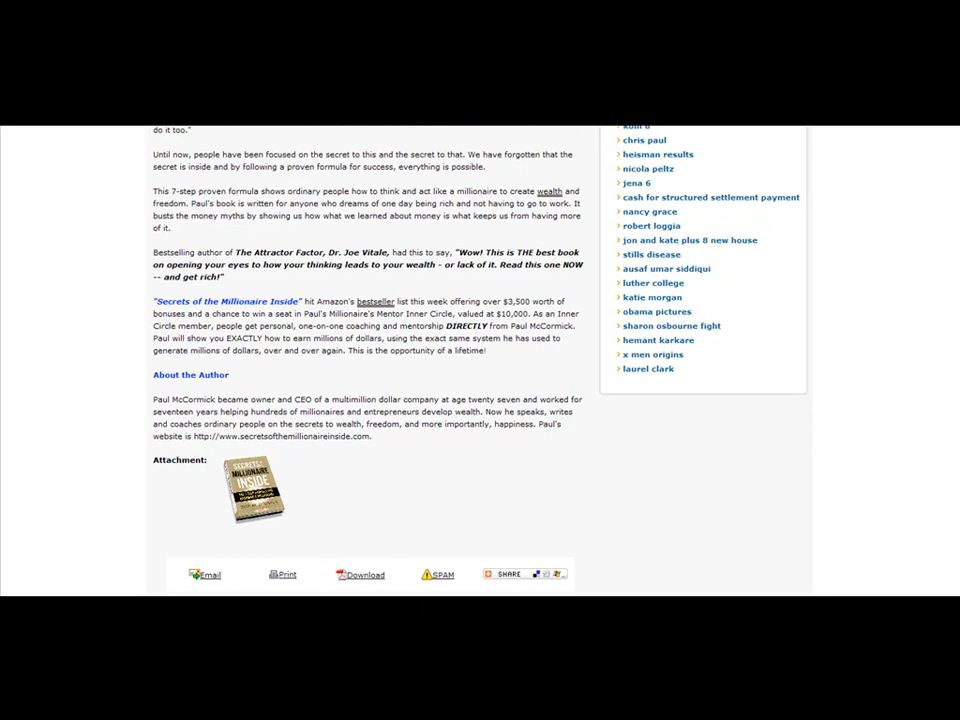 do it too."
Until now, people have been focused on the secret to this and the secret to that. We have forgotten that the
secret is inside and by following a proven formula for success, everything is possible.
This 7-step proven formula shows ordinary people how to think and act like a millionaire to create wealth and
freedom. Paul's book is written for anyone who dreams of one day being rich and not having to go to work. It
busts the money myths by showing us how what we learned about money is what keeps us from having more
of it.
Bestselling author of The Attractor Factor, Dr. Joe Vitale, had this to say, "Wow! This is THE best book
on opening your eyes to how your thinking leads to your wealth – or lack of it. Read this one NOW
-- and get rich!"
"Secrets of the Millionaire Inside" hit Amazon's bestseller list this week offering over $3,500 worth of
bonuses and a chance to win a seat in Paul's Millionaire's Mentor Inner Circle, valued at $10,000. As an Inner
Circle member, people get personal, one-on-one coaching and mentorship DIRECTLY from Paul McCormick.
Paul will show you EXACTLY how to earn millions of dollars, using the exact same system he has used to
generate millions of dollars, over and over again. This is the opportunity of a lifetime!
About the Author
Paul McCormick became owner and CEO of a multimillion dollar company at age twenty seven and worked for
seventeen years helping hundreds of millionaires and entrepreneurs develop wealth. Now he speaks, writes
and coaches ordinary people on the secrets to wealth, freedom, and more importantly, happiness. Paul's
website is http://www.secretsofthemillionaireinside.com.
Attachment:
SECRETS
MILLIONAIRE
INSIDE
Email
Print
Download
SPAM
SHARE
chris paul
heisman results
nicola peltz
jena 6
cash for structured settlement payment
nancy grace
robert loggia
jon and kate plus 8 new house
stills disease
ausaf umar siddiqui
luther college
katie morgan
obama pictures
sharon osbourne fight
hemant karkare
x men origins
laurel clark